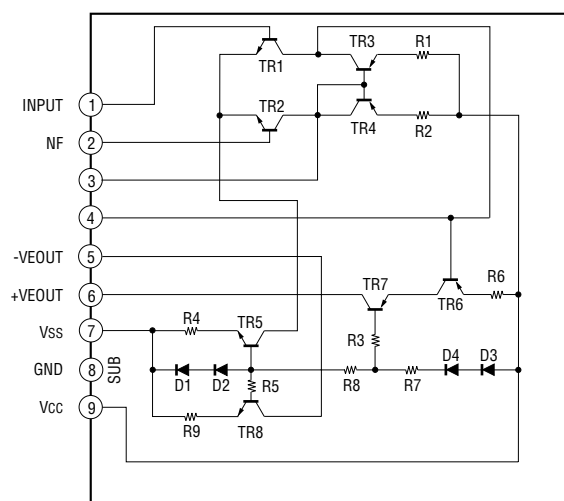 TR3
R1
TR1
INPUT
1
TR2
TR4
R2
NF
2
3
4
-VEOUT
5
TR7
R6
+VEOUT
6
TR6
Vss
7
R4
TR5
R3
D4
D3
GND
8
SUB
D1
D2
R5
R8
R7
Vcc
9
R9
TR8